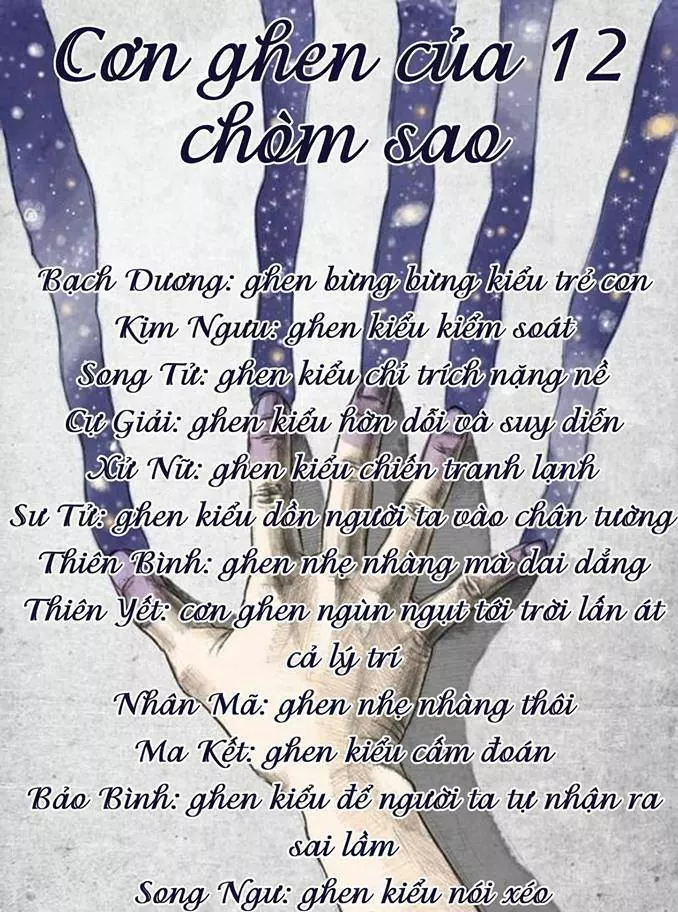 Cơn ghen của 12
chòm sao
Bạch Dương: ghen bừng bừng kiểu trẻ con
Kim Ngưu: ghen kiểu kiểm soát
Song Tử: ghen kiểu chỉ trích nặng nề
Cự Giải: ghen kiểu hờn dỗi và suy diễn
Xử Nữ: ghen kiểu chiến tranh lạnh
Sư Tử: ghen kiểu dồn người ta vào chân tường
Thiên Bình: ghen nhẹ nhàng mà dai dẳng
Thiên Yết: cơn ghen ngùn ngụt tới trời lấn át
cả lý trí
Nhân Mã: ghen nhẹ nhàng thôi
Ma Kết: ghen kiểu cấm đoán
Bảo Bình: ghen kiểu để người ta tự nhận ra
sai lầm
Song Ngư: ghen kiểu nói xéo